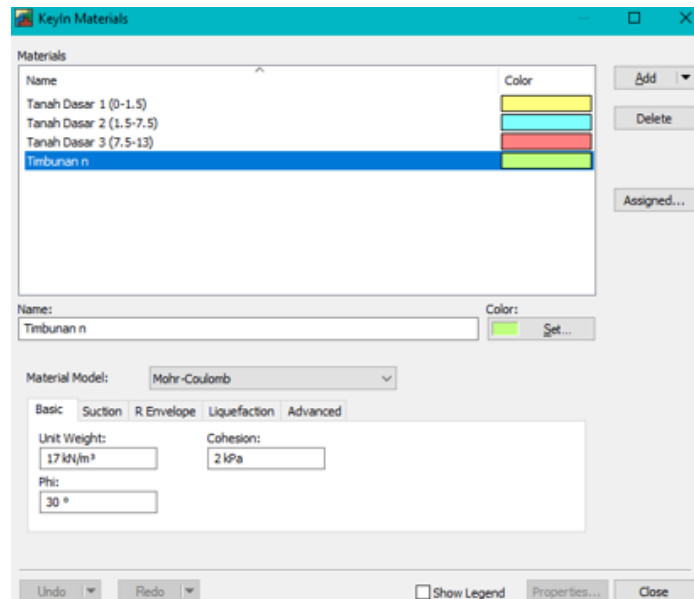 KeyIn Materials
Materials
Name Color
Add
Tanah Dasar 1 (0-1.5)
Tanah Dasar 2 (1.5-7.5)
Delete
Tanah Dasar 3 (7.5-13)
Timbunan n
Assigned...
Name: Color:
Timbunan n Set...
Material Model: Mohr-Coulomb
Basic Suction R Envelope Liquefaction Advanced
Unit Weight: Cohesion:
17 kN/m³ 2 kPa
Phi:
30 °
Undo Redo Show Legend Properties... Close